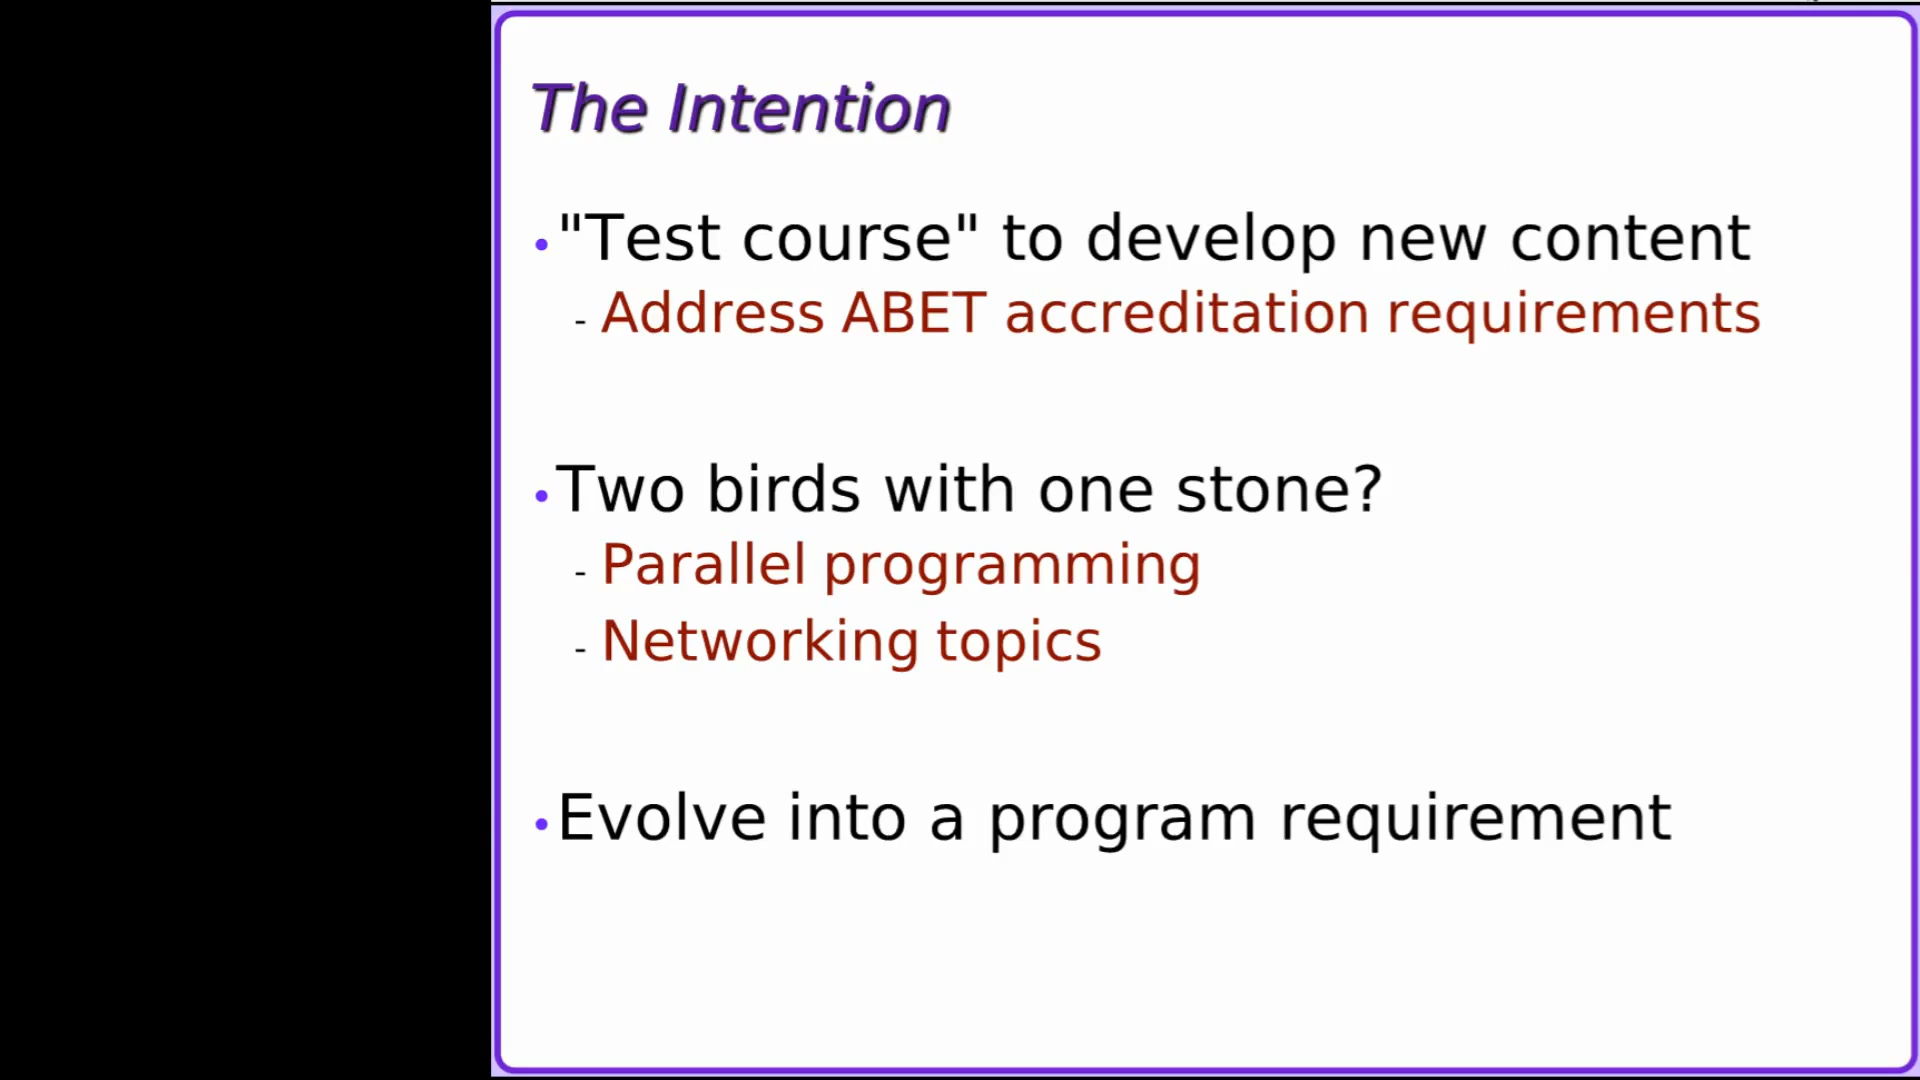 The Intention
• "Test course" to develop new content
- Address ABET accreditation requirements
• Two birds with one stone?
- Parallel programming
- Networking topics
• Evolve into a program requirement